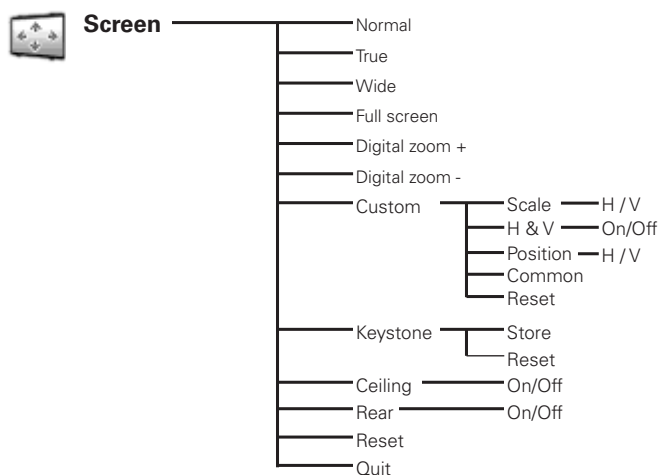 Screen Normal
True
Wide
Full screen
Digital zoom +
Digital zoom -
Custom Scale H / V
H & V On/Off
Position H / V
Common
Reset
Keystone Store
Reset
Ceiling On/Off
Rear On/Off
Reset
Quit